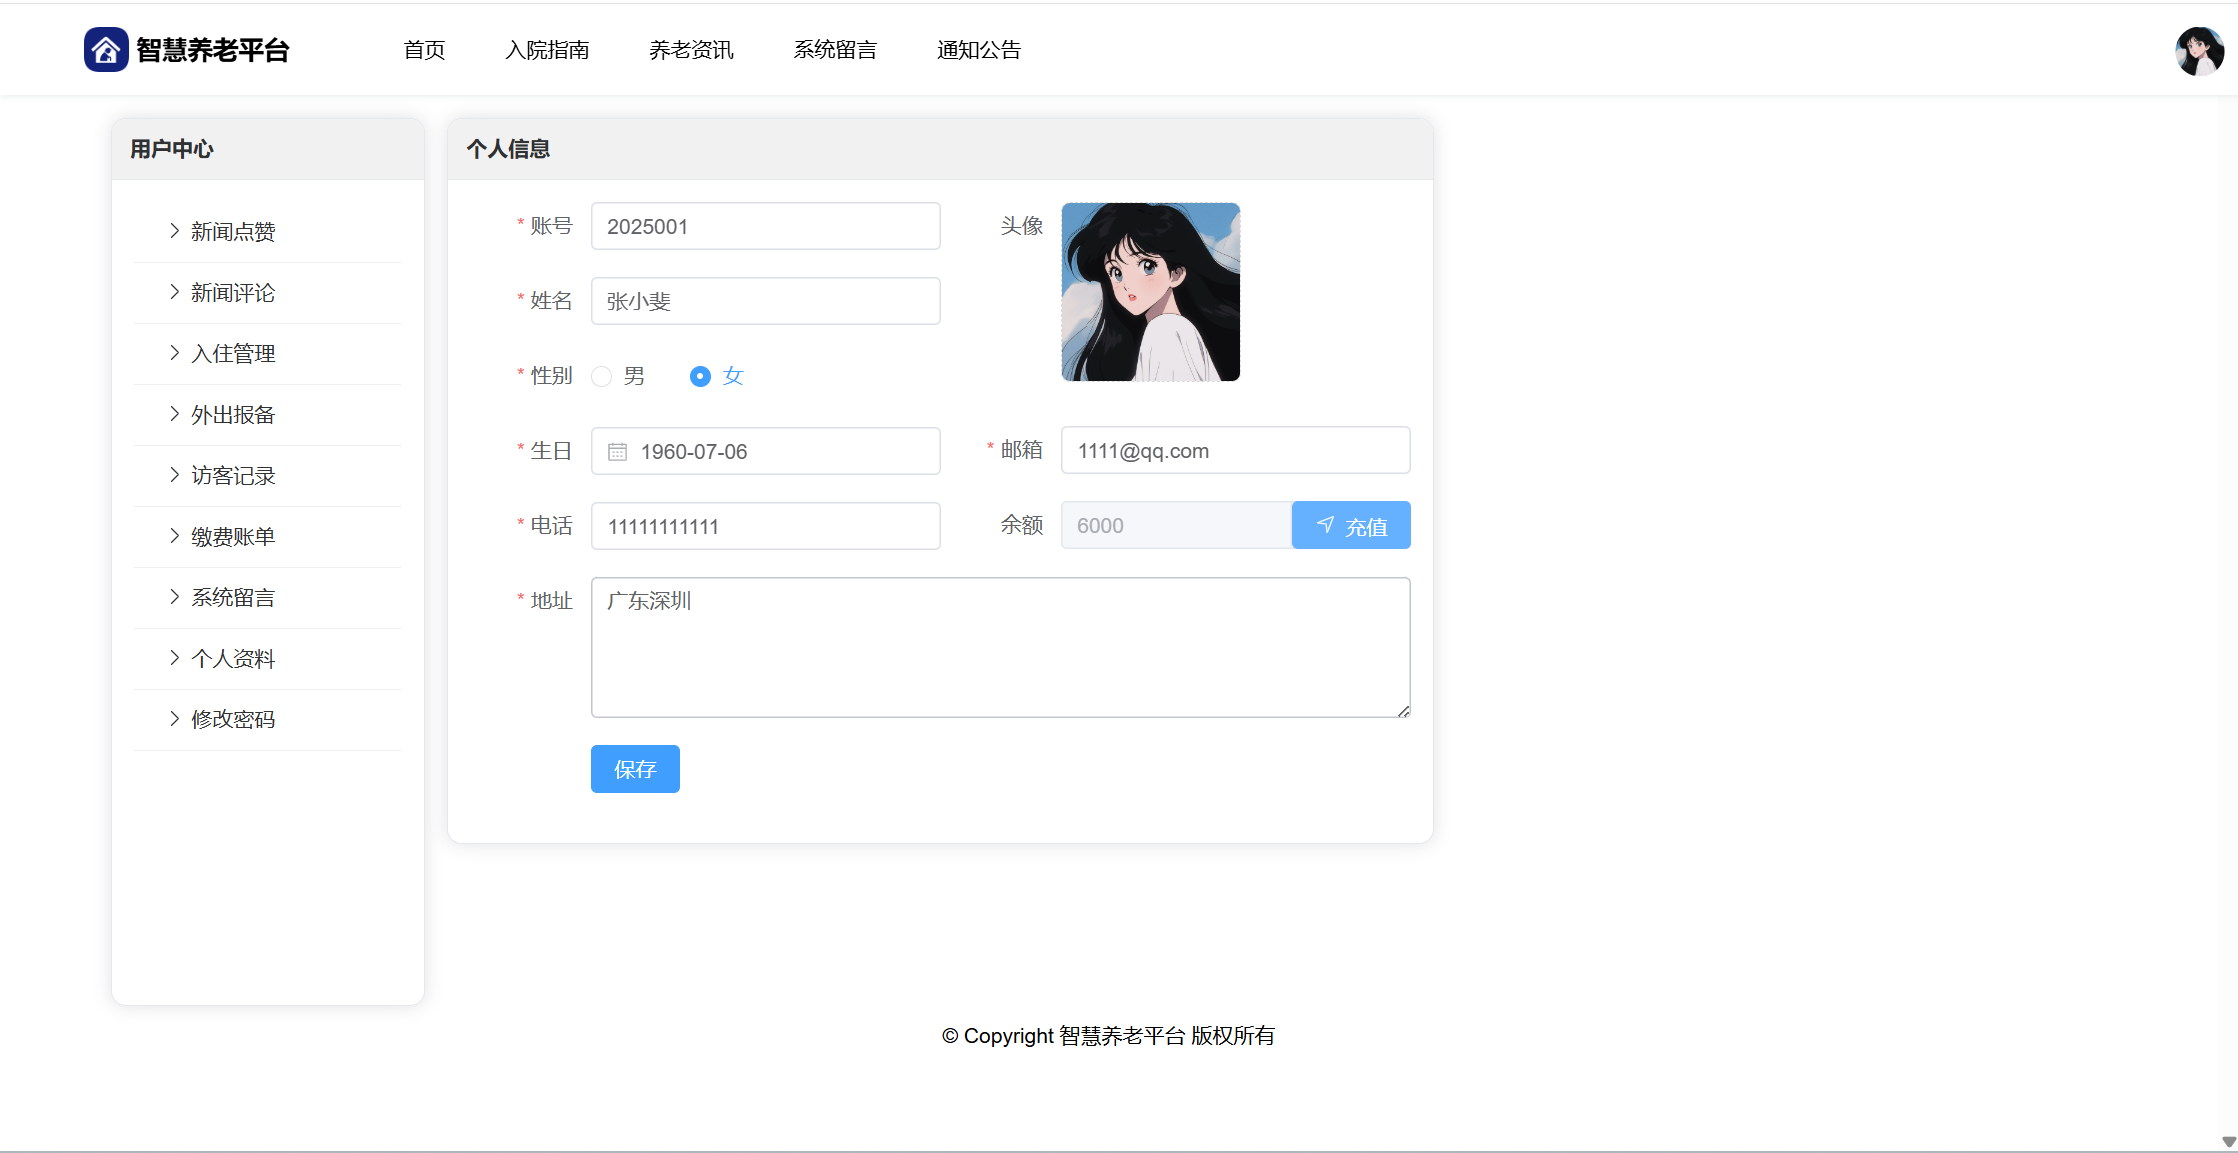 智慧养老平台
首页 入院指南 养老资讯 系统留言 通知公告
用户中心
新闻点赞
新闻评论
入住管理
外出报备
访客记录
缴费账单
系统留言
个人资料
修改密码
个人信息
* 账号 2025001
头像
* 姓名 张小斐
* 性别 男 女
* 生日 1960-07-06
* 邮箱 1111@qq.com
* 电话 11111111111
余额 6000 充值
* 地址 广东深圳
保存
© Copyright 智慧养老平台 版权所有